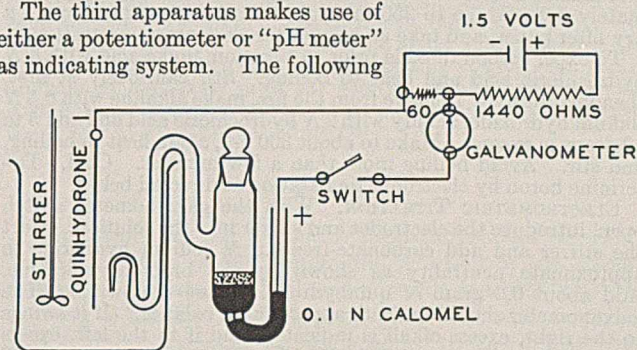 The third apparatus makes use of
either a potentiometer or “pH meter”
as indicating system. The following
1.5 VOLTS
- +
60 1440 OHMS
GALVANOMETER
SWITCH
+
STIRRER
QUINHYDRONE
0.1 N CALOMEL